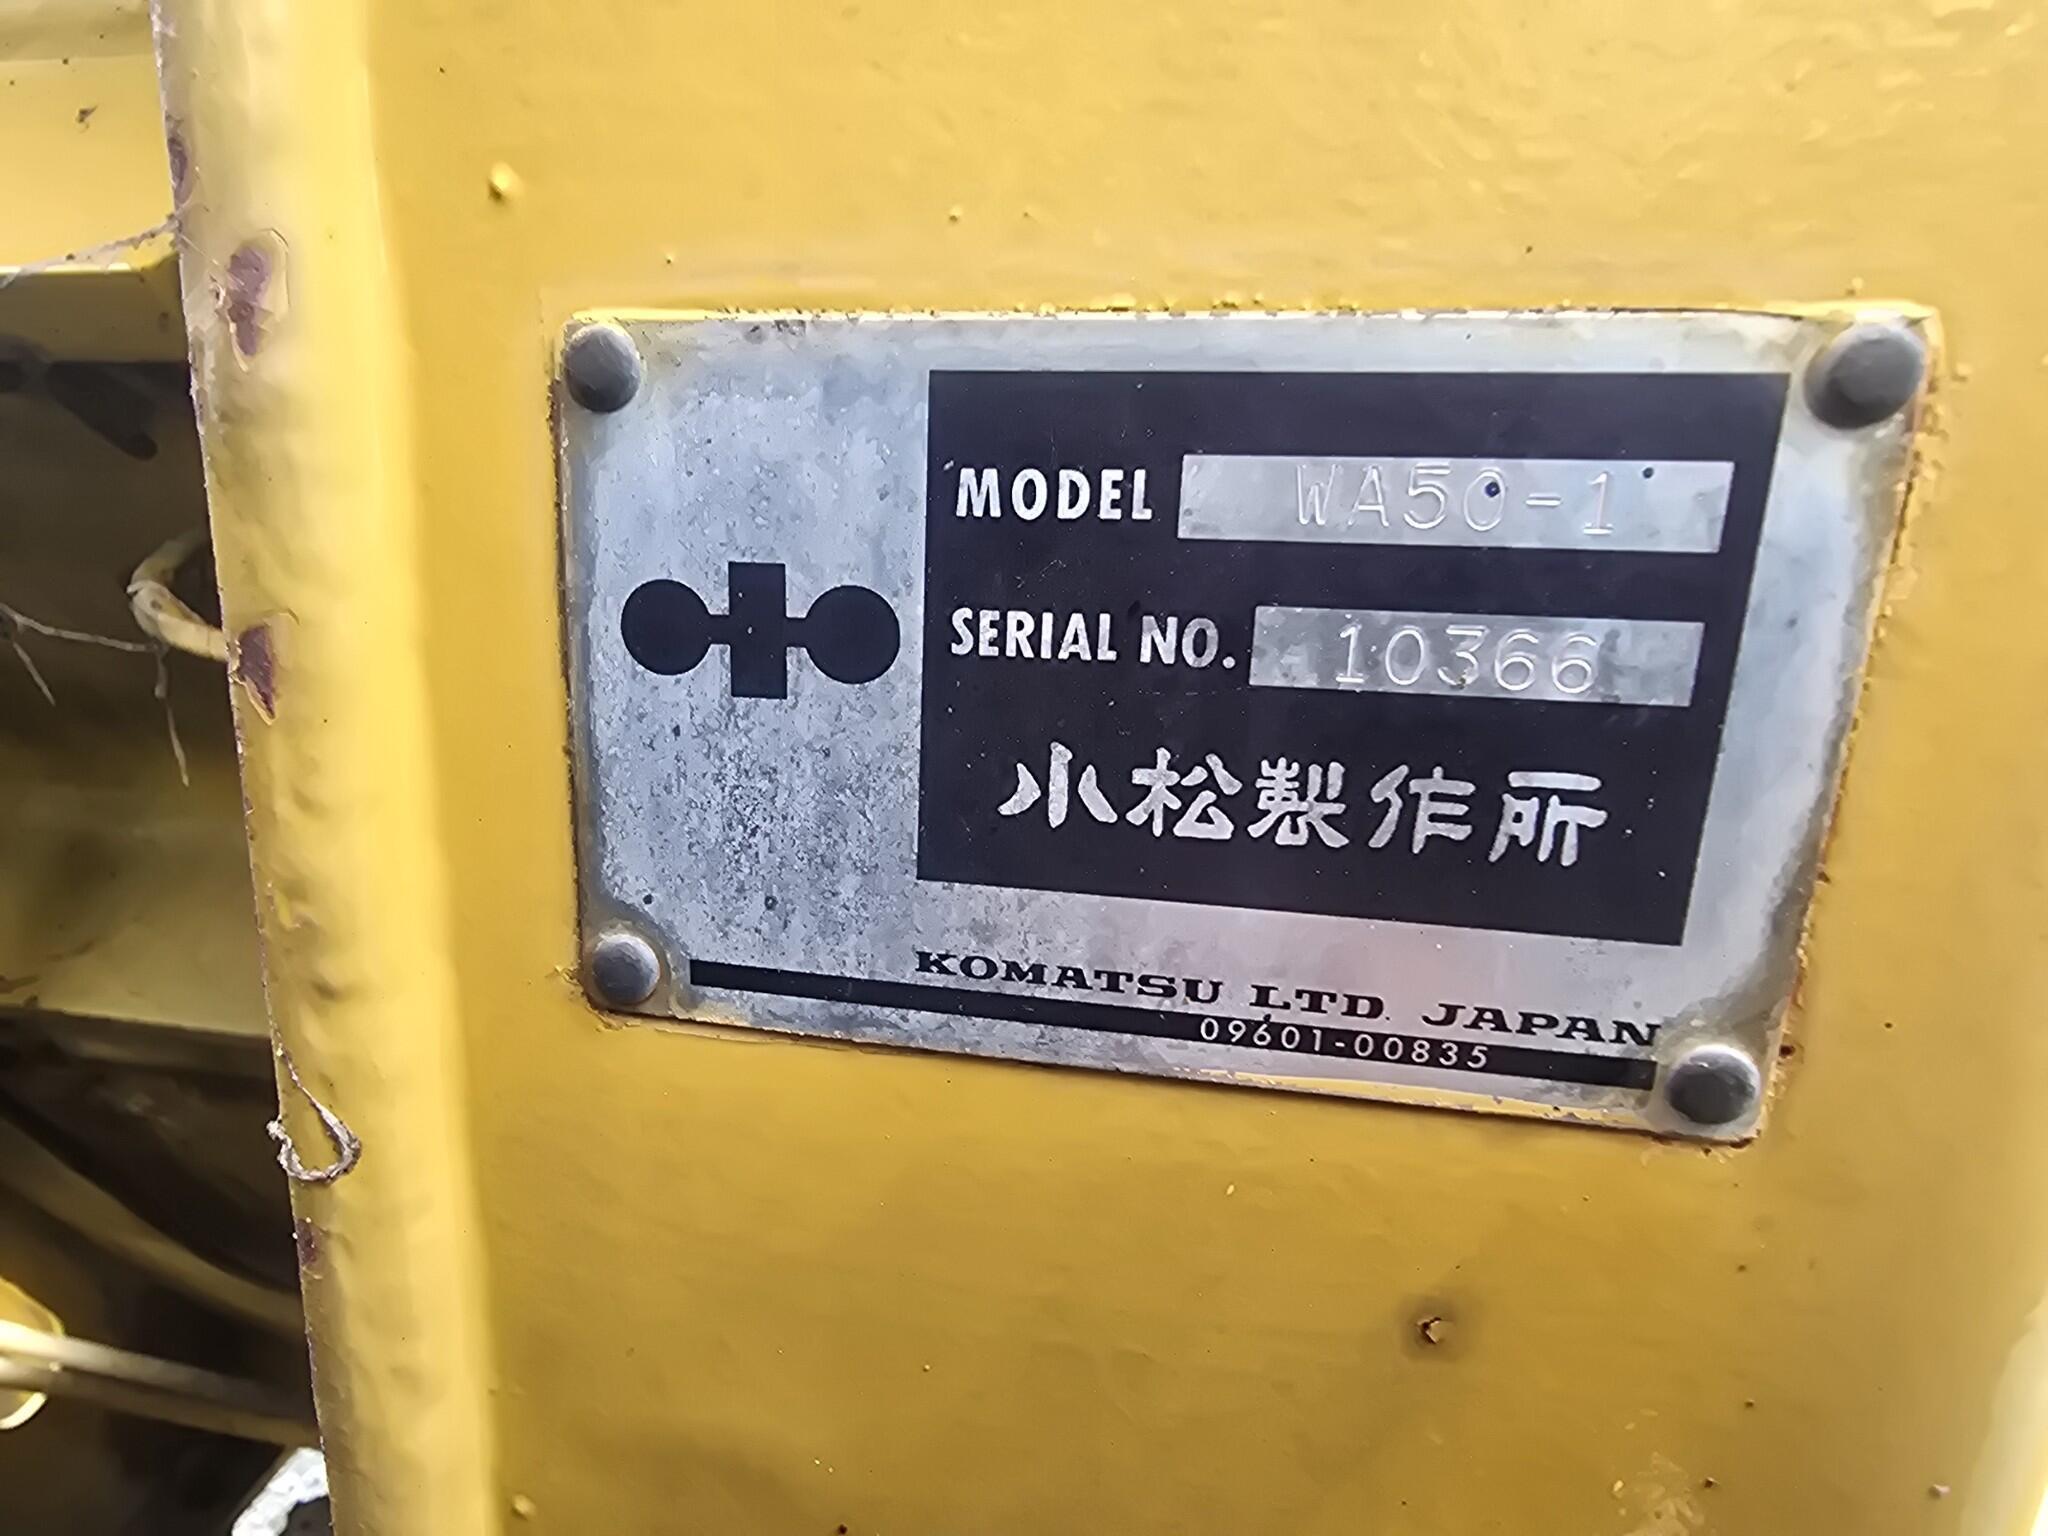 MODEL WA50-1
SERIAL NO. 10366
小松製作所
KOMATSU LTD. JAPAN
09601-00835